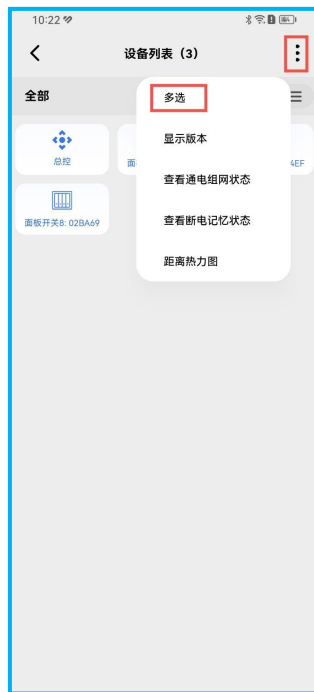 10:22
设备列表（3）
全部
多选
显示版本
查看通电组网状态
查看断电记忆状态
距离热力图
总控
面
4EF
面板开关8: 02BA69